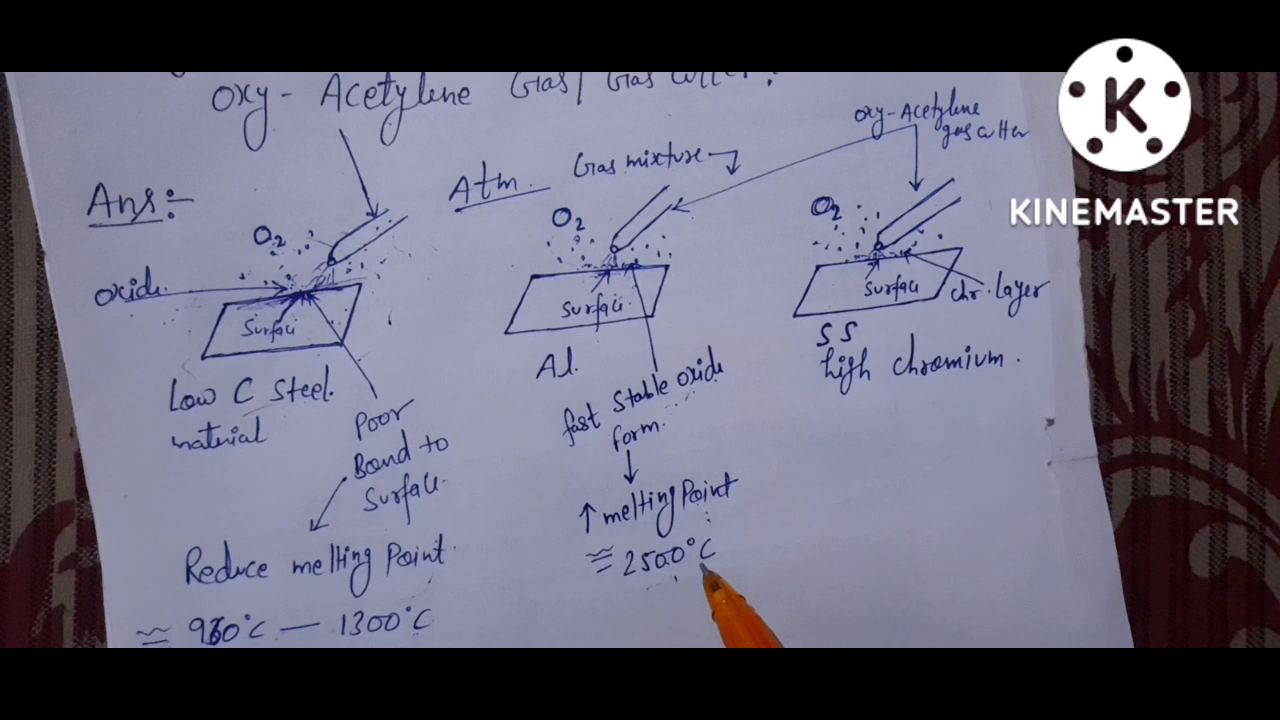 Oxy - Acetylene Gas / Gas cutter ?
Ans :-
Atm.
Gas mixture
Oxy-Acetylene
gas cutter
KINEMASTER
O2
O2
O2
oxide
Surface
Surface
Surface
chr. Layer
Low C Steel
material
Al.
SS
high chromium.
Poor
Bond to
Surface.
fast Stable oxide
form.
↑ melting Point
≈ 2500°C
Reduce melting Point
≈ 960°C — 1300°C